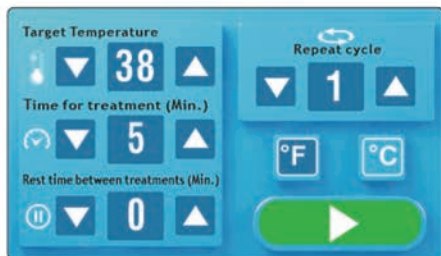 Target Temperature
38
Time for treatment (Min.)
5
Rest time between treatments (Min.)
0
Repeat cycle
1
°F °C